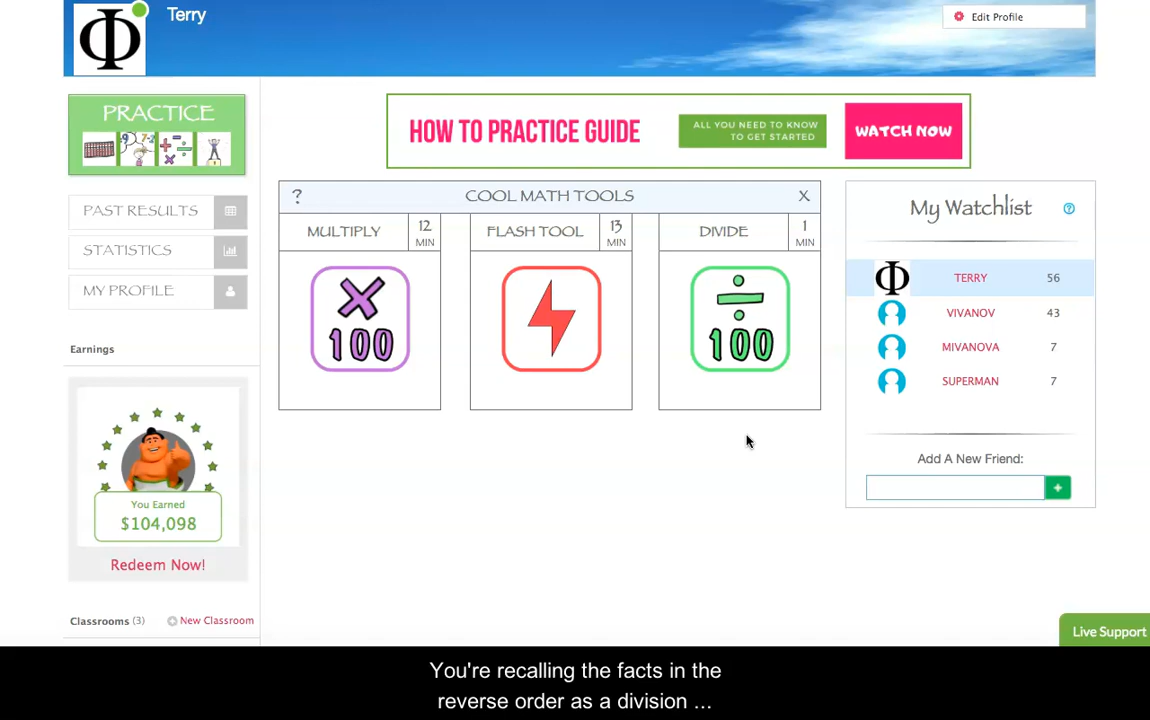 Terry
Edit Profile
PRACTICE
HOW TO PRACTICE GUIDE
ALL YOU NEED TO KNOW
TO GET STARTED
WATCH NOW
PAST RESULTS
STATISTICS
MY PROFILE
? COOL MATH TOOLS X
MULTIPLY 12 MIN
FLASH TOOL 13 MIN
DIVIDE 1 MIN
× 100
÷ 100
My Watchlist ?
TERRY 56
VIVANOV 43
MIVANOVA 7
SUPERMAN 7
Add A New Friend:
+
Earnings
You Earned
$104,098
Redeem Now!
Classrooms (3) New Classroom
Live Support
You're recalling the facts in the
reverse order as a division ...